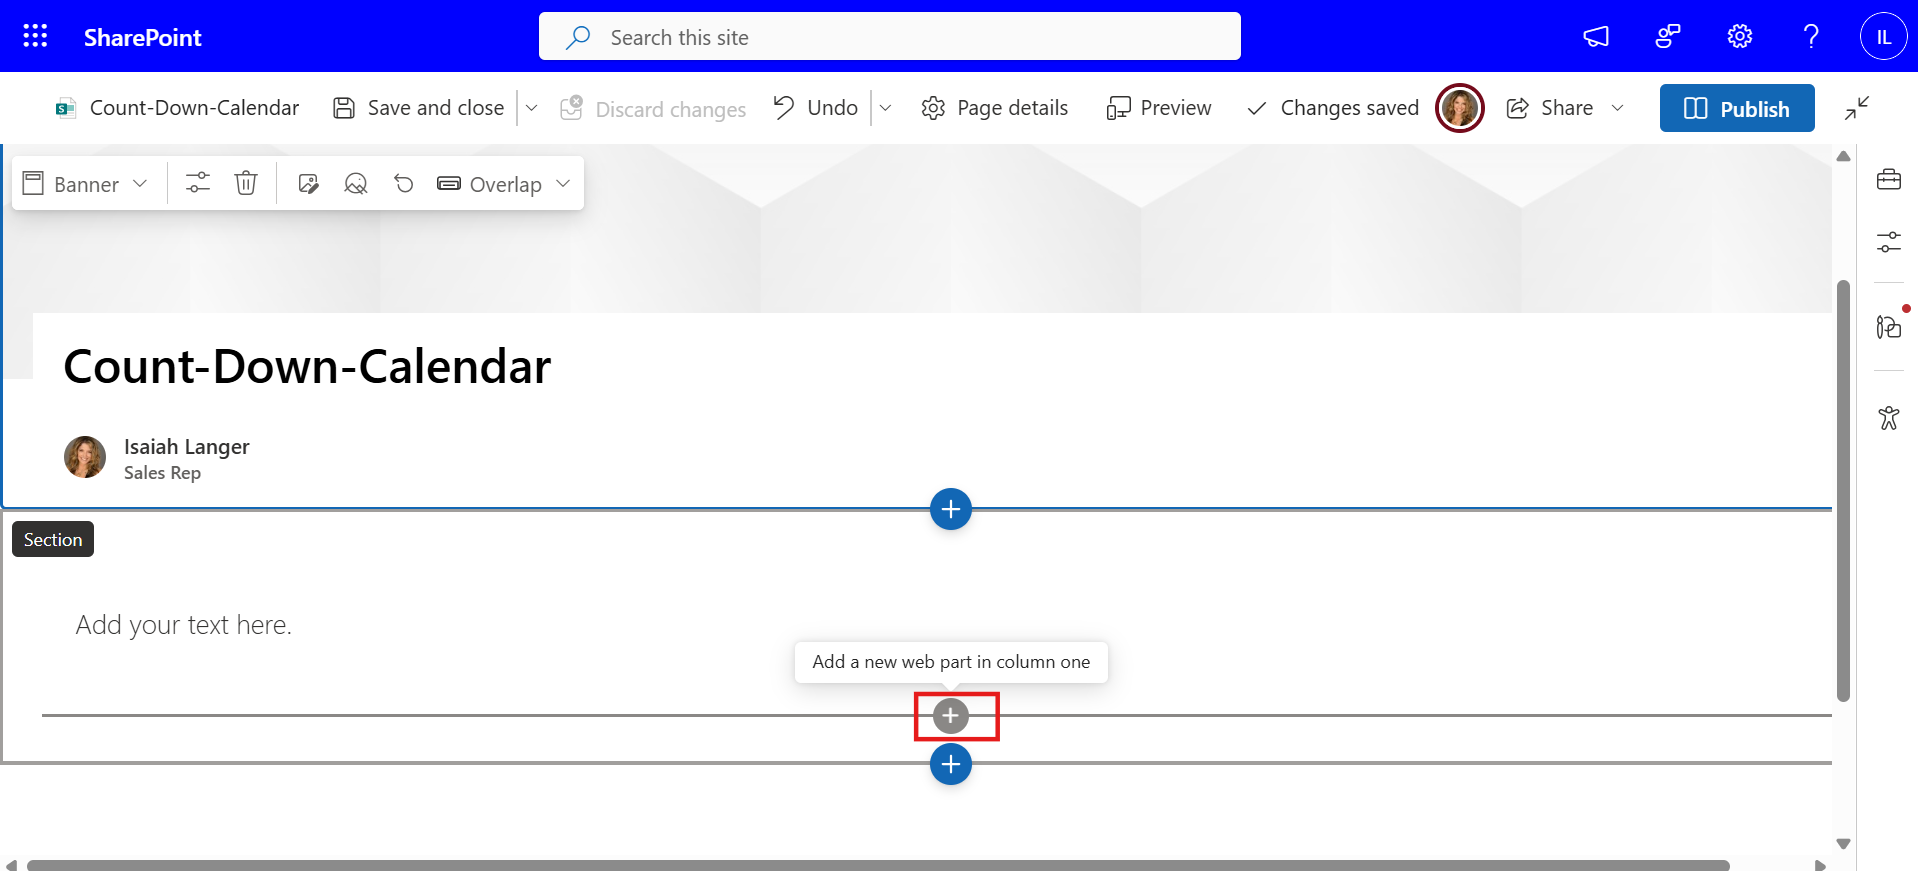 SharePoint
Search this site
IL
Count-Down-Calendar
Save and close
Discard changes
Undo
Page details
Preview
Changes saved
Share
Publish
Banner
Overlap
Count-Down-Calendar
Isaiah Langer
Sales Rep
Section
Add your text here.
Add a new web part in column one